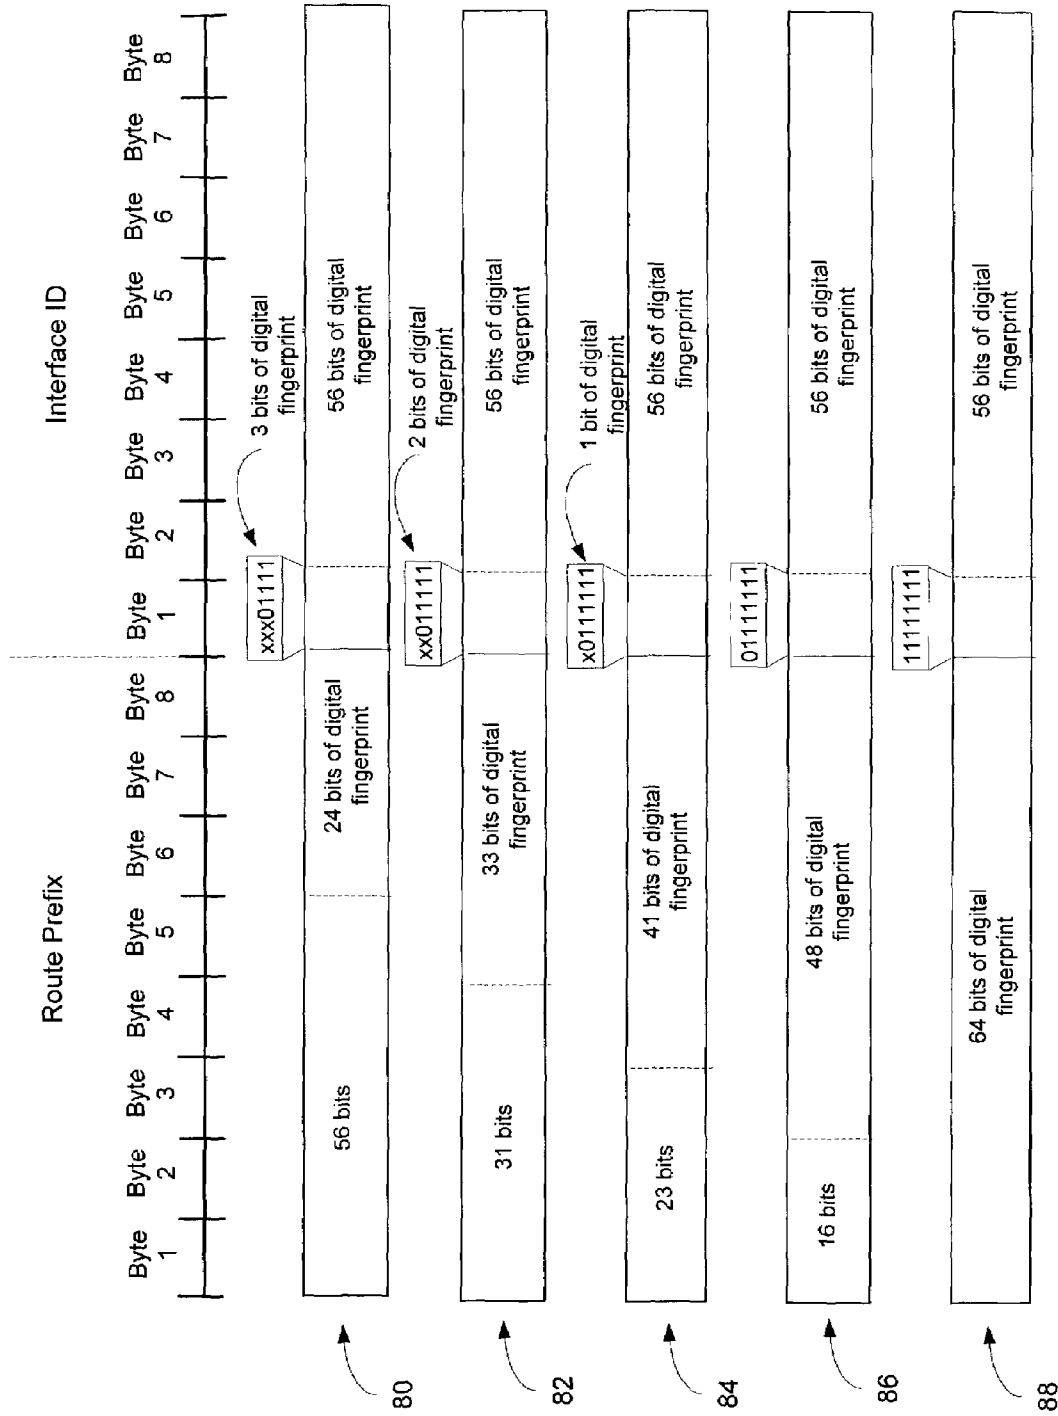 Route Prefix
Interface ID
Byte 1
Byte 2
Byte 3
Byte 4
Byte 5
Byte 6
Byte 7
Byte 8
Byte 1
Byte 2
Byte 3
Byte 4
Byte 5
Byte 6
Byte 7
Byte 8
xxx01111
3 bits of digital
fingerprint
80
56 bits
24 bits of digital
fingerprint
56 bits of digital
fingerprint
xx011111
2 bits of digital
fingerprint
82
31 bits
33 bits of digital
fingerprint
56 bits of digital
fingerprint
x0111111
1 bit of digital
fingerprint
84
23 bits
41 bits of digital
fingerprint
56 bits of digital
fingerprint
01111111
86
16 bits
48 bits of digital
fingerprint
56 bits of digital
fingerprint
11111111
88
64 bits of digital
fingerprint
56 bits of digital
fingerprint